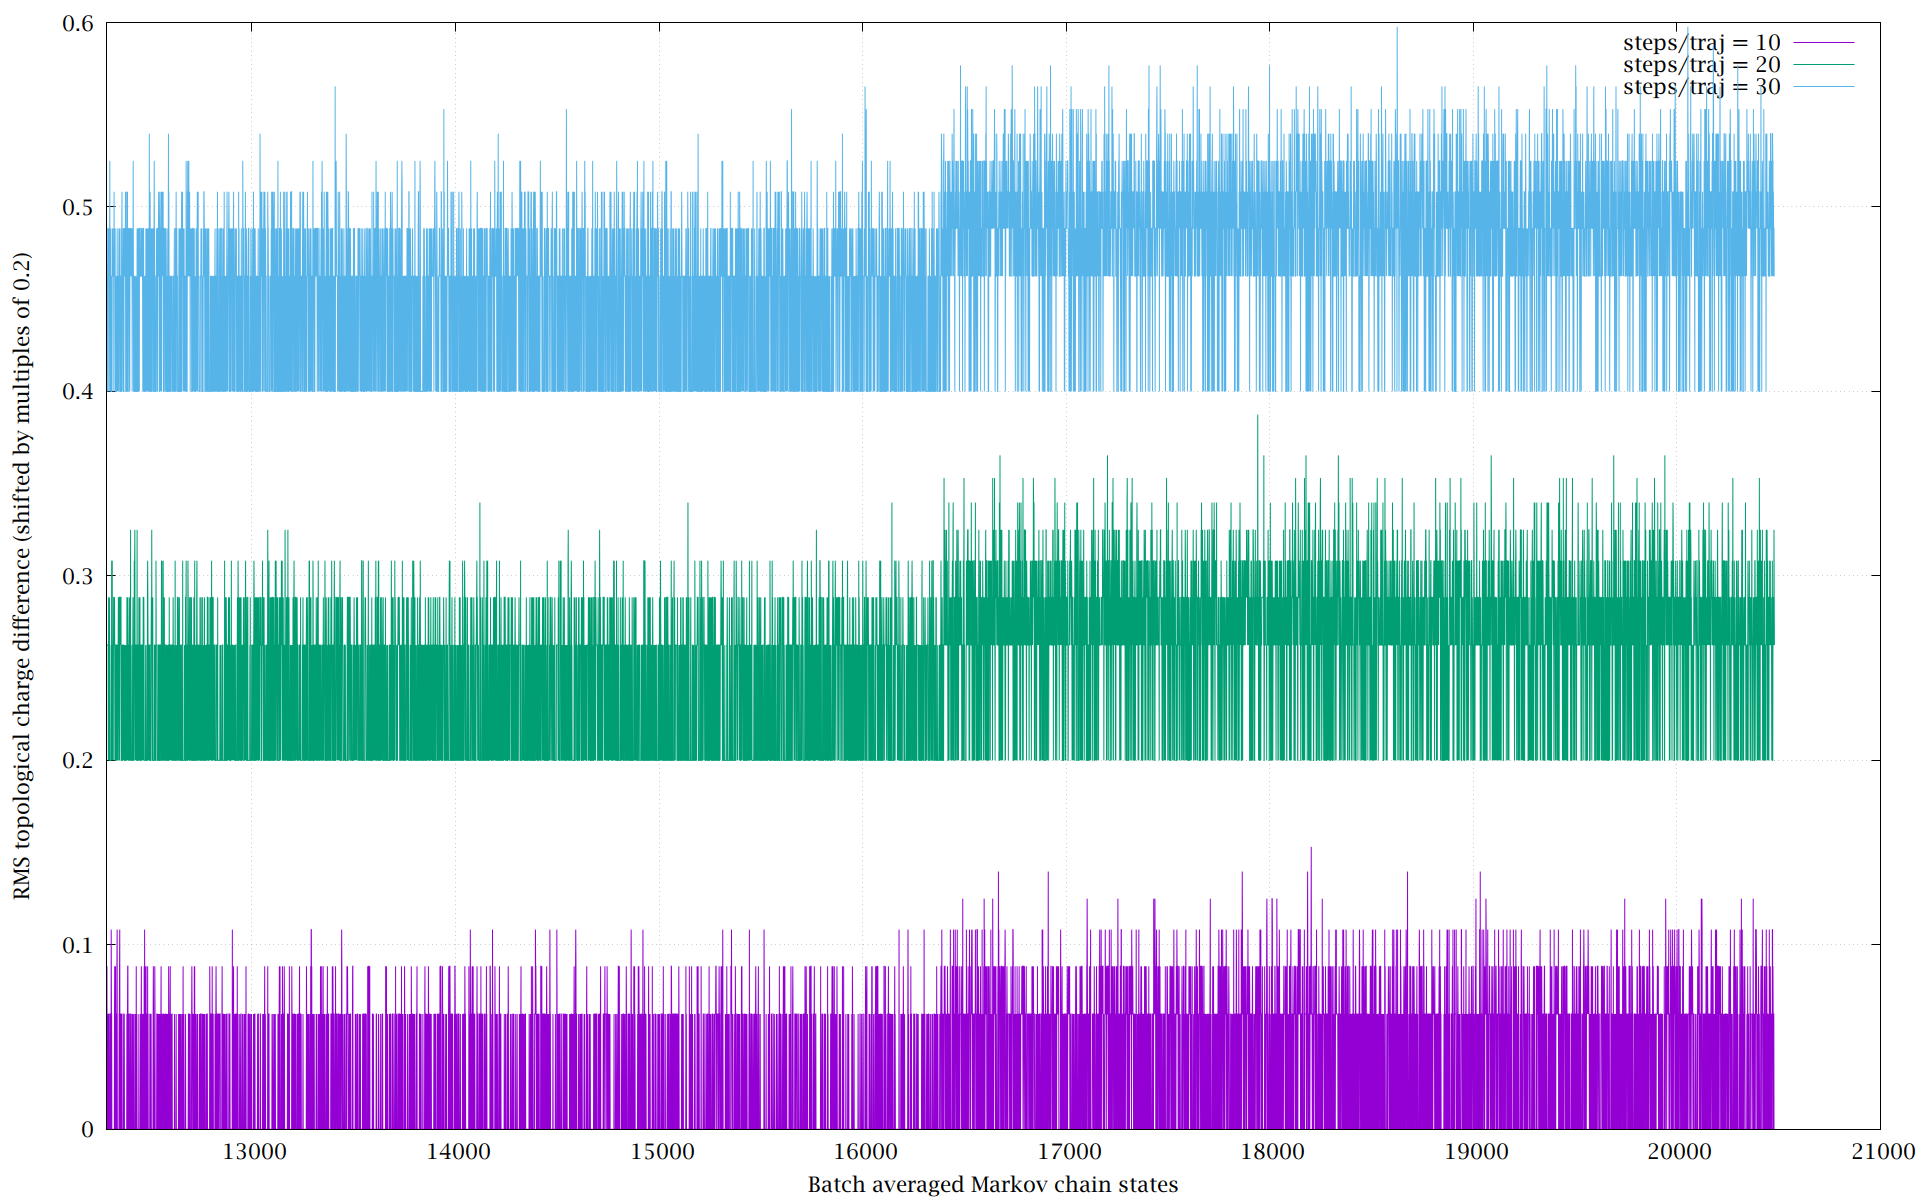 RMS topological charge difference (shifted by multiples of 0.2)
0.6
0.5
0.4
0.3
0.2
0.1
0
steps/traj = 10
steps/traj = 20
steps/traj = 30
13000 14000 15000 16000 17000 18000 19000 20000 21000
Batch averaged Markov chain states